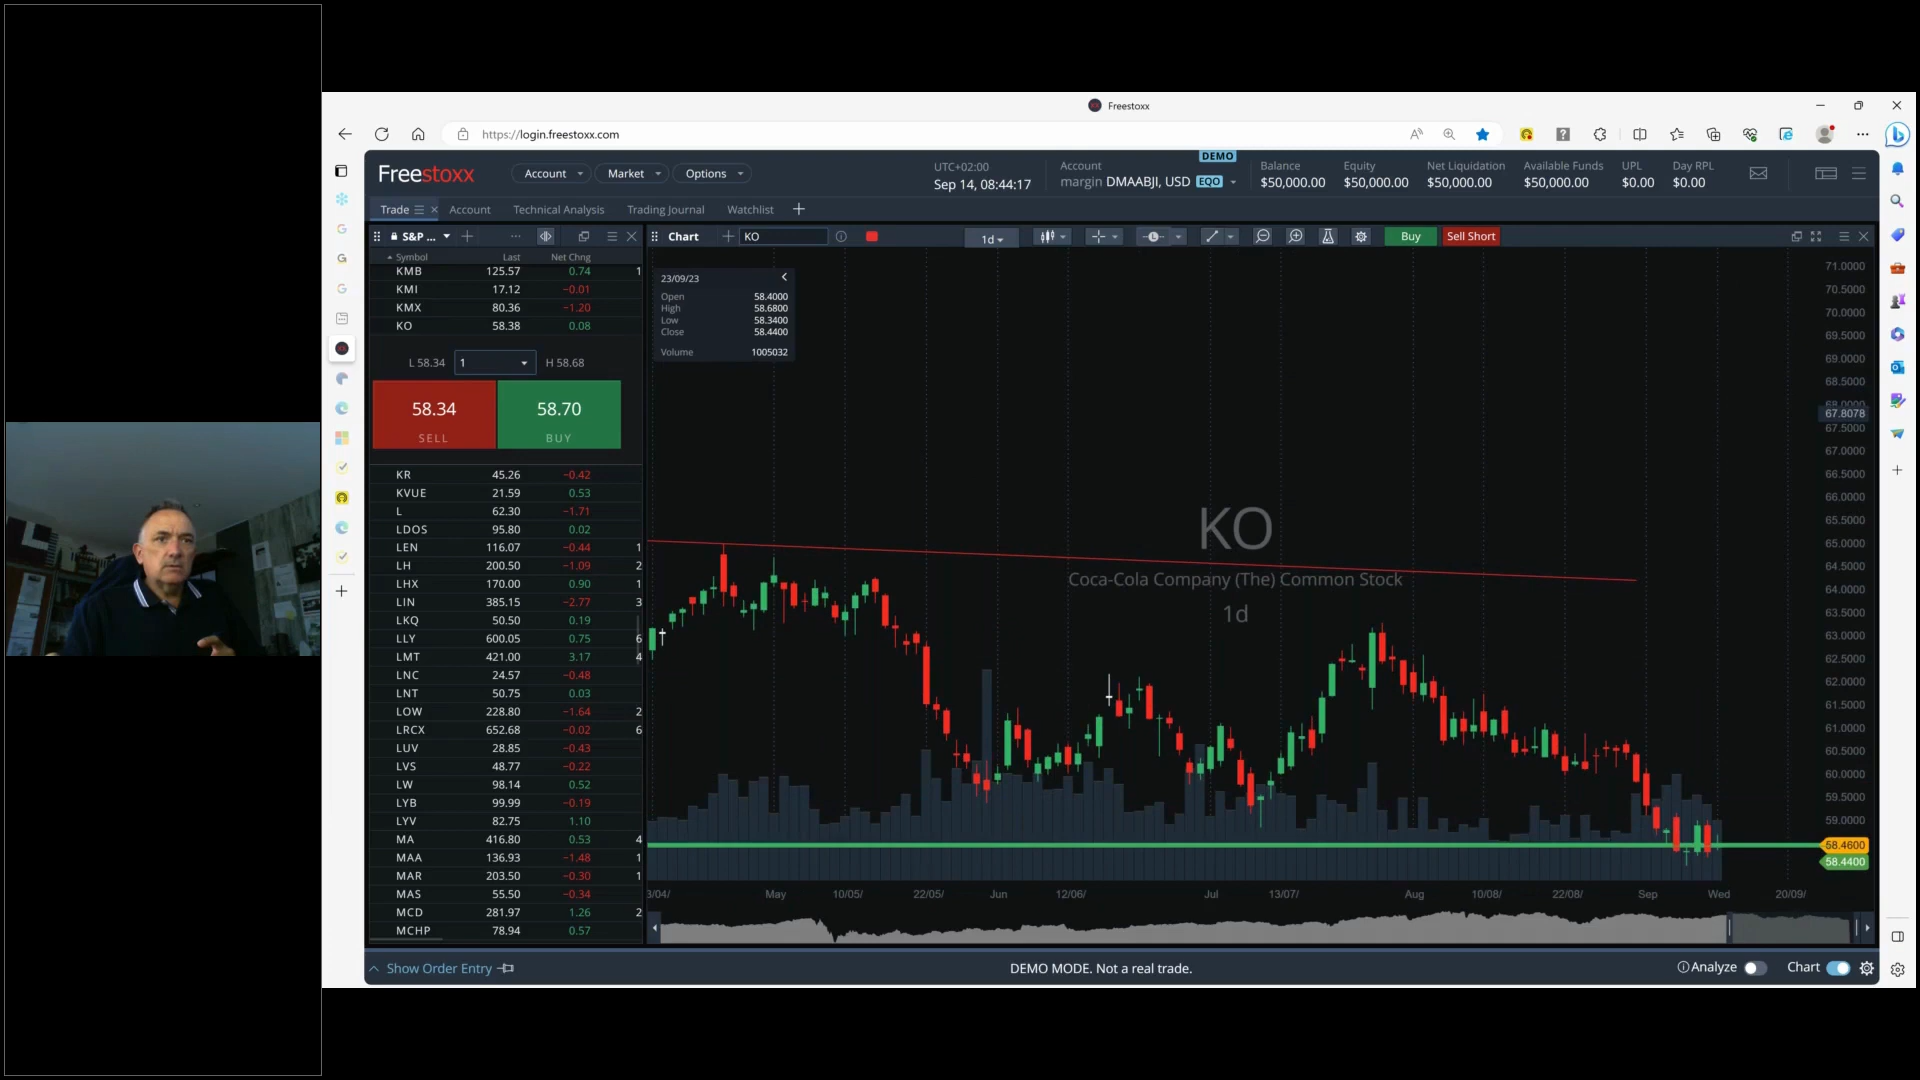 Freestoxx
https://login.freestoxx.com
Freestoxx
Account
Market
Options
UTC+02:00
Sep 14, 08:44:17
Account
margin DMAABJI, USD EQO
DEMO
Balance
$50,000.00
Equity
$50,000.00
Net Liquidation
$50,000.00
Available Funds
$50,000.00
UPL
$0.00
Day RPL
$0.00
Trade
Account
Technical Analysis
Trading Journal
Watchlist
S&P ...
Chart
KO
1d
Buy
Sell Short
Symbol Last Net Chng
KMB 125.57 0.74 1
KMI 17.12 −0.01
KMX 80.36 −1.20
KO 58.38 0.08
L 58.34 1 H 58.68
58.34 58.70
SELL BUY
KR 45.26 −0.42
KVUE 21.59 0.53
L 62.30 −1.71
LDOS 95.80 0.02
LEN 116.07 −0.44 1
LH 200.50 −1.09 2
LHX 170.00 0.90 1
LIN 385.15 −2.77 3
LKQ 50.50 0.19
LLY 600.05 0.75 6
LMT 421.00 3.17 4
LNC 24.57 −0.48
LNT 50.75 0.03
LOW 228.80 −1.64 2
LRCX 652.68 −0.02 6
LUV 28.85 −0.43
LVS 48.77 −0.22
LW 98.14 0.52
LYB 99.99 −0.19
LYV 82.75 1.10
MA 416.80 0.53 4
MAA 136.93 −1.48 1
MAR 203.50 −0.30 1
MAS 55.50 −0.34
MCD 281.97 1.26 2
MCHP 78.94 0.57
23/09/23
Open 58.4000
High 58.6800
Low 58.3400
Close 58.4400
Volume 1005032
KO
Coca-Cola Company (The) Common Stock
1d
71.0000
70.5000
70.0000
69.5000
69.0000
68.5000
68.0000
67.8078
67.5000
67.0000
66.5000
66.0000
65.5000
65.0000
64.5000
64.0000
63.5000
63.0000
62.5000
62.0000
61.5000
61.0000
60.5000
60.0000
59.5000
59.0000
58.4600
58.4400
3/04/ May 10/05/ 22/05/ Jun 12/06/ Jul 13/07/ Aug 10/08/ 22/08/ Sep Wed 20/09/
Show Order Entry
DEMO MODE. Not a real trade.
Analyze
Chart